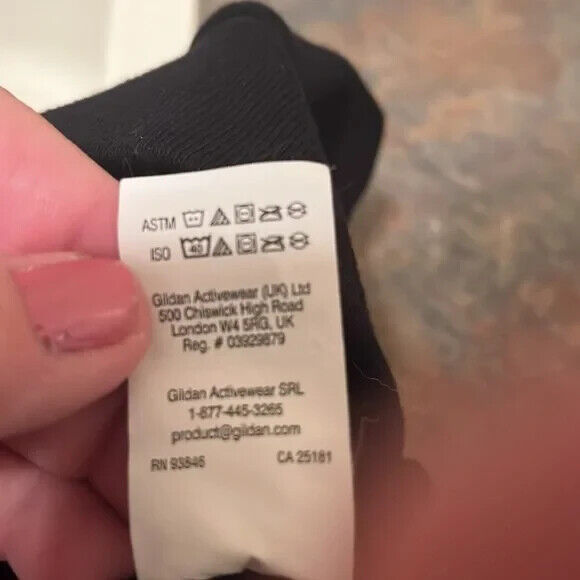 ASTM
ISO 40
Gildan Activewear (UK) Ltd
500 Chiswick High Road
London W4 5RG, UK
Reg. # 03929879
Gildan Activewear SRL
1-877-445-3265
product@gildan.com
RN 93846 CA 25181